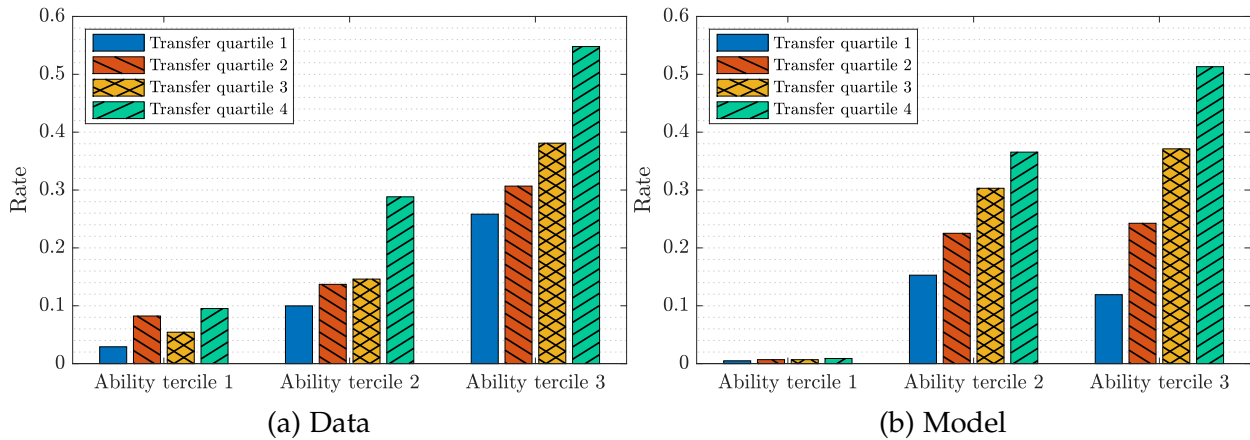 0.6
0.5
0.4
0.3
0.2
0.1
0
Rate
Transfer quartile 1
Transfer quartile 2
Transfer quartile 3
Transfer quartile 4
Ability tercile 1
Ability tercile 2
Ability tercile 3
(a) Data
0.6
0.5
0.4
0.3
0.2
0.1
0
Rate
Transfer quartile 1
Transfer quartile 2
Transfer quartile 3
Transfer quartile 4
Ability tercile 1
Ability tercile 2
Ability tercile 3
(b) Model